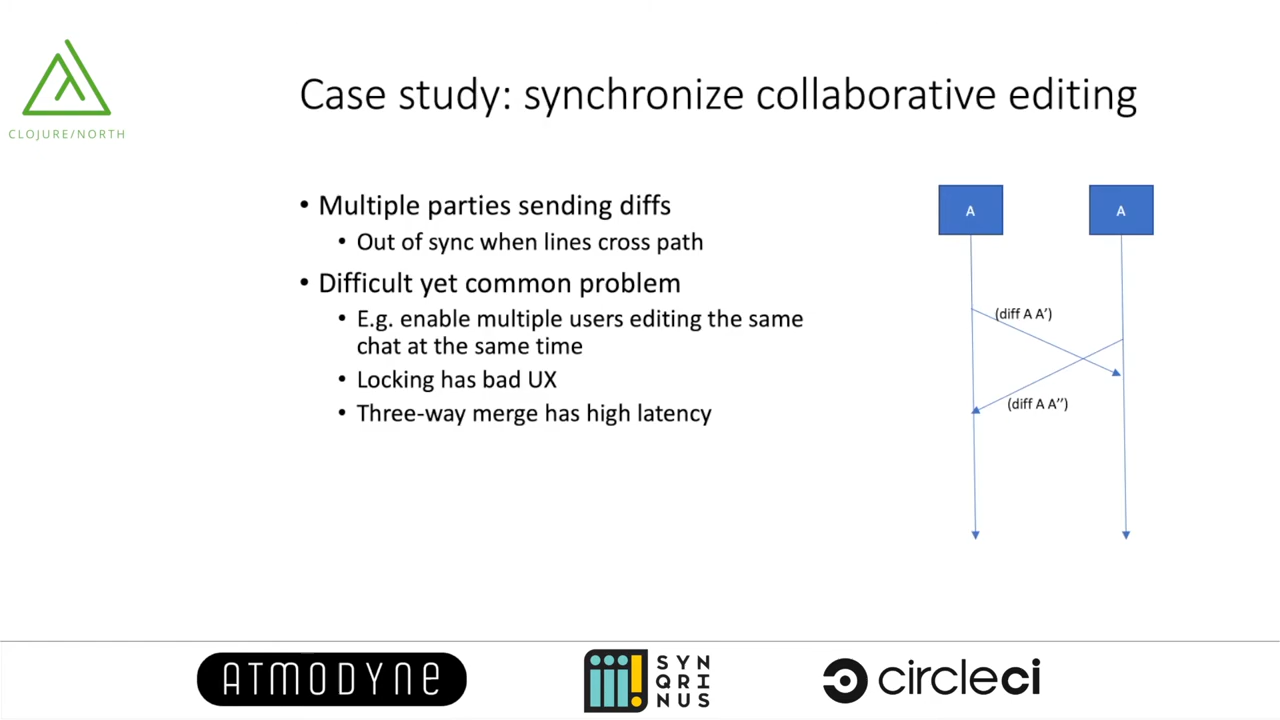 CLOJURE/NORTH
Case study: synchronize collaborative editing
• Multiple parties sending diffs
• Out of sync when lines cross path
• Difficult yet common problem
• E.g. enable multiple users editing the same
chat at the same time
• Locking has bad UX
• Three-way merge has high latency
A
A
(diff A A’)
(diff A A’’)
ATMODYNE
SYN
QRI
NUS
circleci